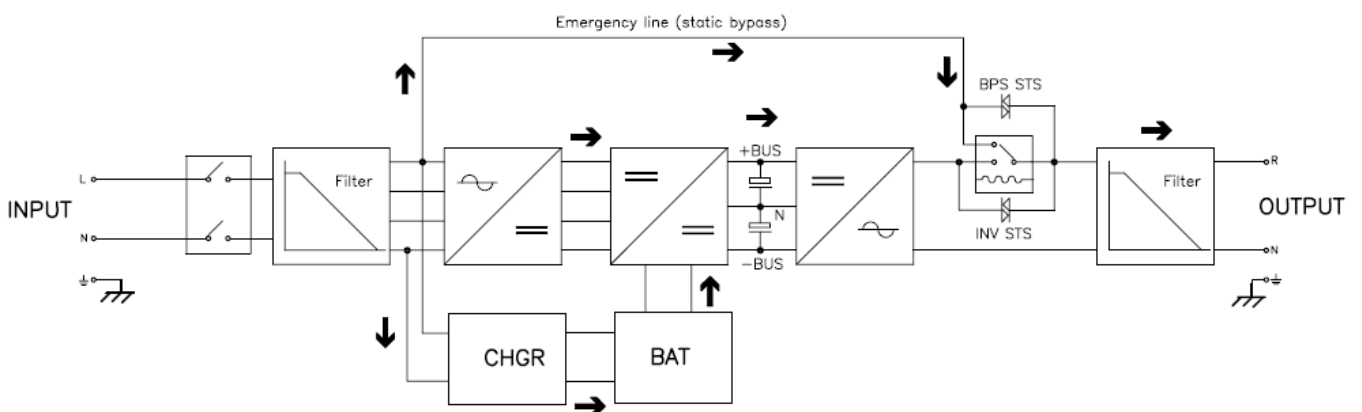 Emergency line (static bypass)
BPS STS
+BUS
L
Filter
Filter
R
INPUT
N
OUTPUT
N
INV STS
N
-BUS
CHGR
BAT